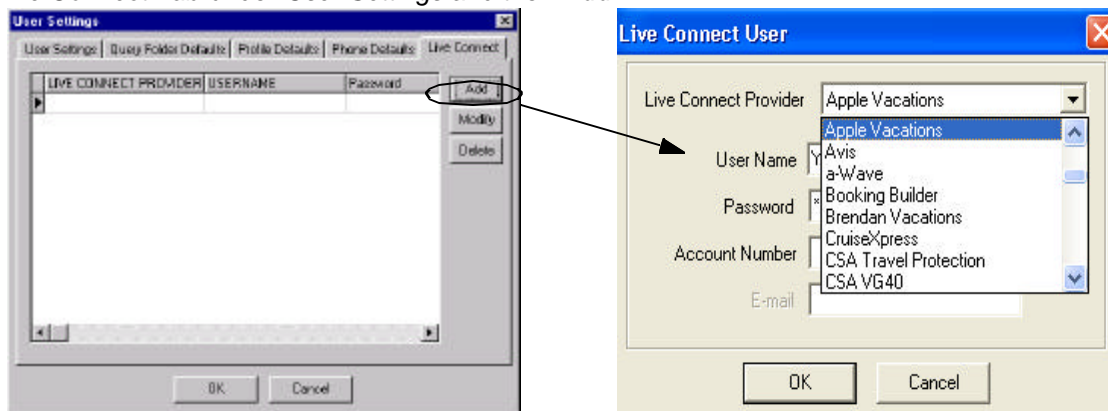 User Settings
User Settings Query Folder Defaults Profile Defaults Phone Defaults Live Connect
LIVE CONNECT PROVIDER USERNAME Password
Add
Modify
Delete
OK Cancel
Live Connect User
Live Connect Provider Apple Vacations
Apple Vacations
Avis
User Name Y
a-Wave
Booking Builder
Password *
Brendan Vacations
CruiseXpress
Account Number
CSA Travel Protection
CSA VG40
E-mail
OK Cancel